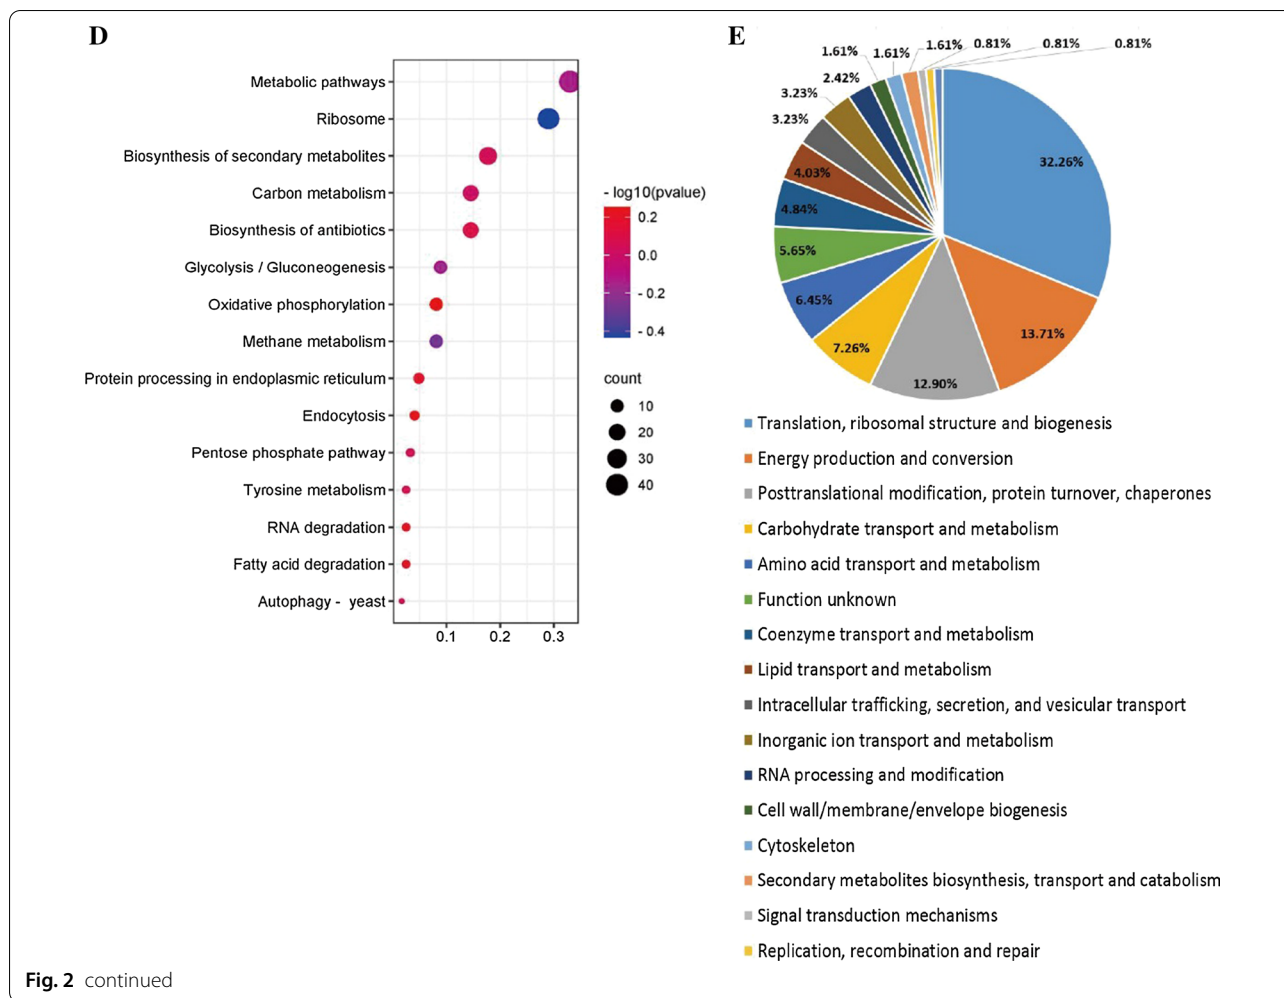 D
Metabolic pathways
Ribosome
Biosynthesis of secondary metabolites
Carbon metabolism
Biosynthesis of antibiotics
Glycolysis / Gluconeogenesis
Oxidative phosphorylation
Methane metabolism
Protein processing in endoplasmic reticulum
Endocytosis
Pentose phosphate pathway
Tyrosine metabolism
RNA degradation
Fatty acid degradation
Autophagy - yeast
0.1 0.2 0.3
- log10(pvalue)
0.2
0.0
- 0.2
- 0.4
count
10
20
30
40
E
1.61% 1.61% 1.61% 0.81% 0.81% 0.81%
2.42%
3.23%
3.23%
4.03%
4.84%
5.65%
6.45%
7.26%
12.90%
13.71%
32.26%
Translation, ribosomal structure and biogenesis
Energy production and conversion
Posttranslational modification, protein turnover, chaperones
Carbohydrate transport and metabolism
Amino acid transport and metabolism
Function unknown
Coenzyme transport and metabolism
Lipid transport and metabolism
Intracellular trafficking, secretion, and vesicular transport
Inorganic ion transport and metabolism
RNA processing and modification
Cell wall/membrane/envelope biogenesis
Cytoskeleton
Secondary metabolites biosynthesis, transport and catabolism
Signal transduction mechanisms
Replication, recombination and repair
Fig. 2 continued